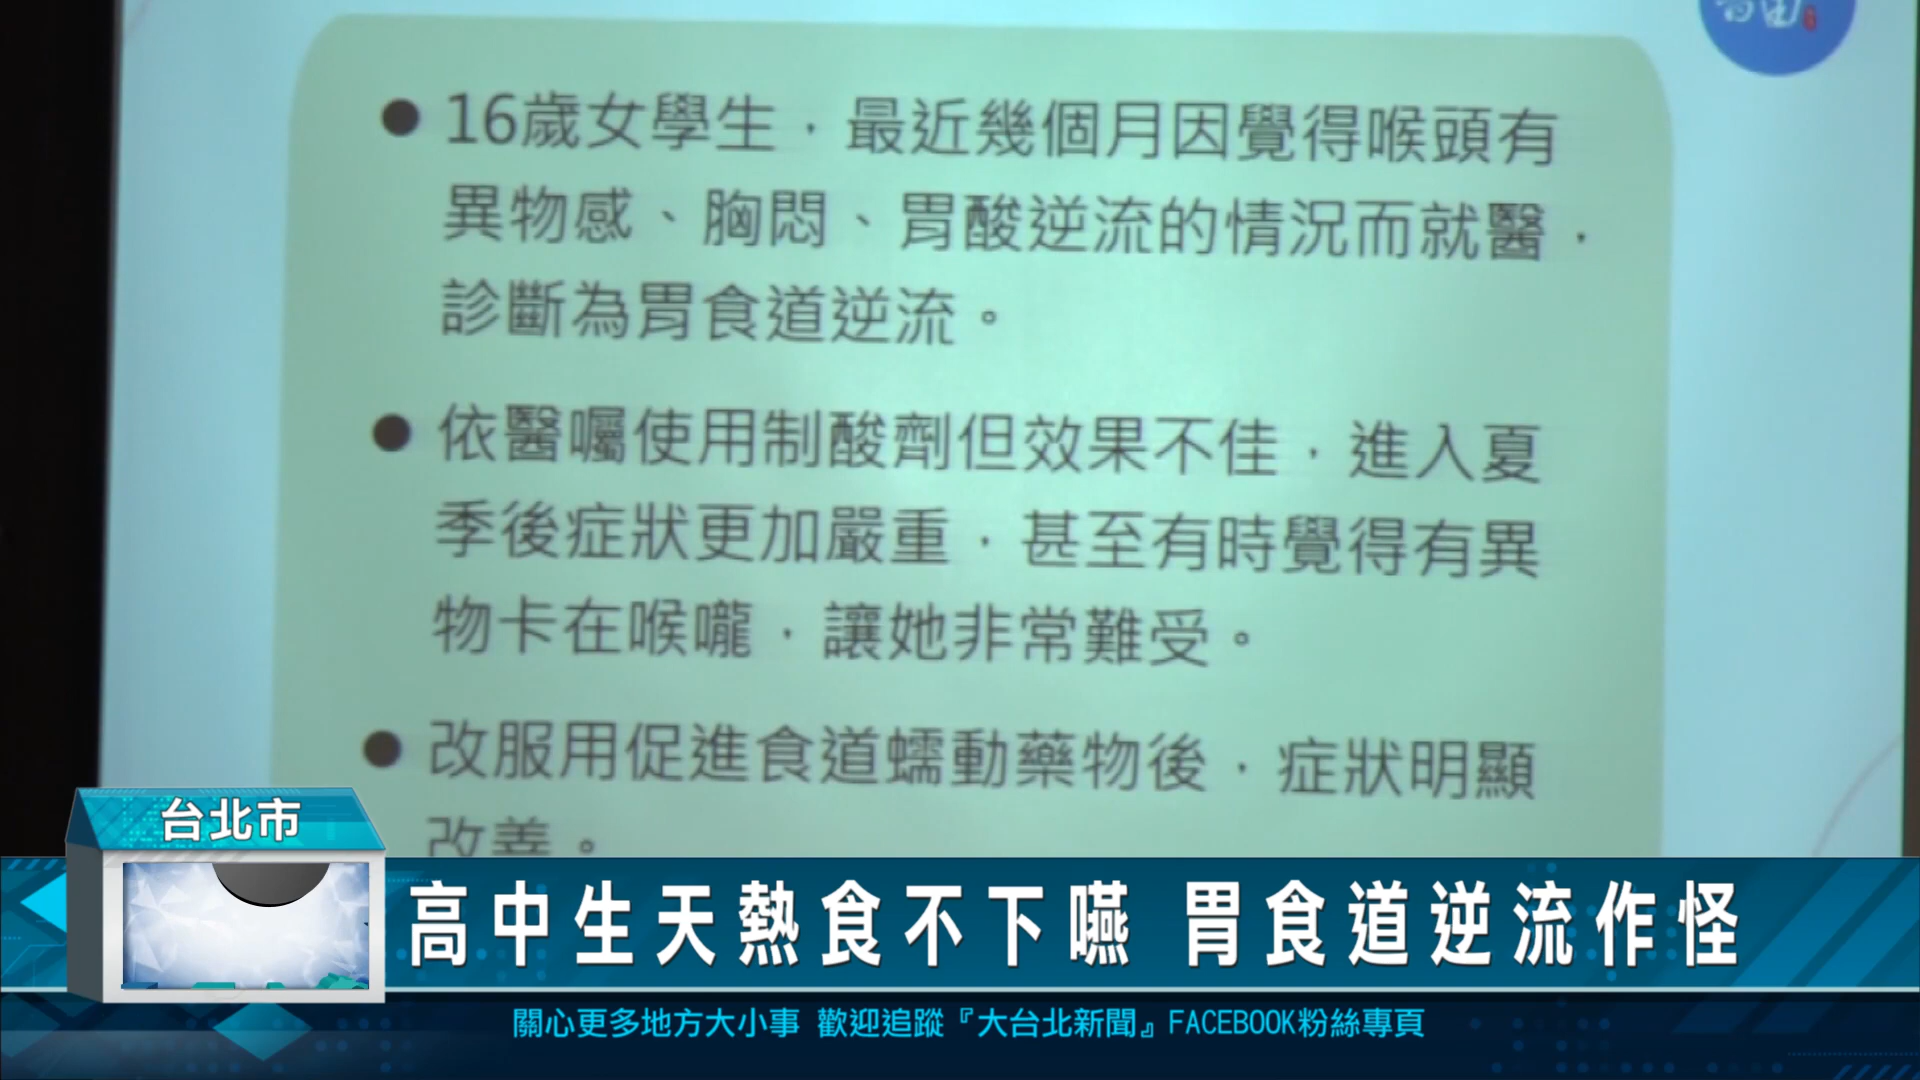 16歲女學生，最近幾個月因覺得喉頭有
異物感、胸悶、胃酸逆流的情況而就醫，
診斷為胃食道逆流。
依醫囑使用制酸劑但效果不佳，進入夏
季後症狀更加嚴重，甚至有時覺得有異
物卡在喉嚨，讓她非常難受。
改服用促進食道蠕動藥物後，症狀明顯
改善。
台北市
高中生天熱食不下嚥 胃食道逆流作怪
關心更多地方大小事 歡迎追蹤『大台北新聞』FACEBOOK粉絲專頁